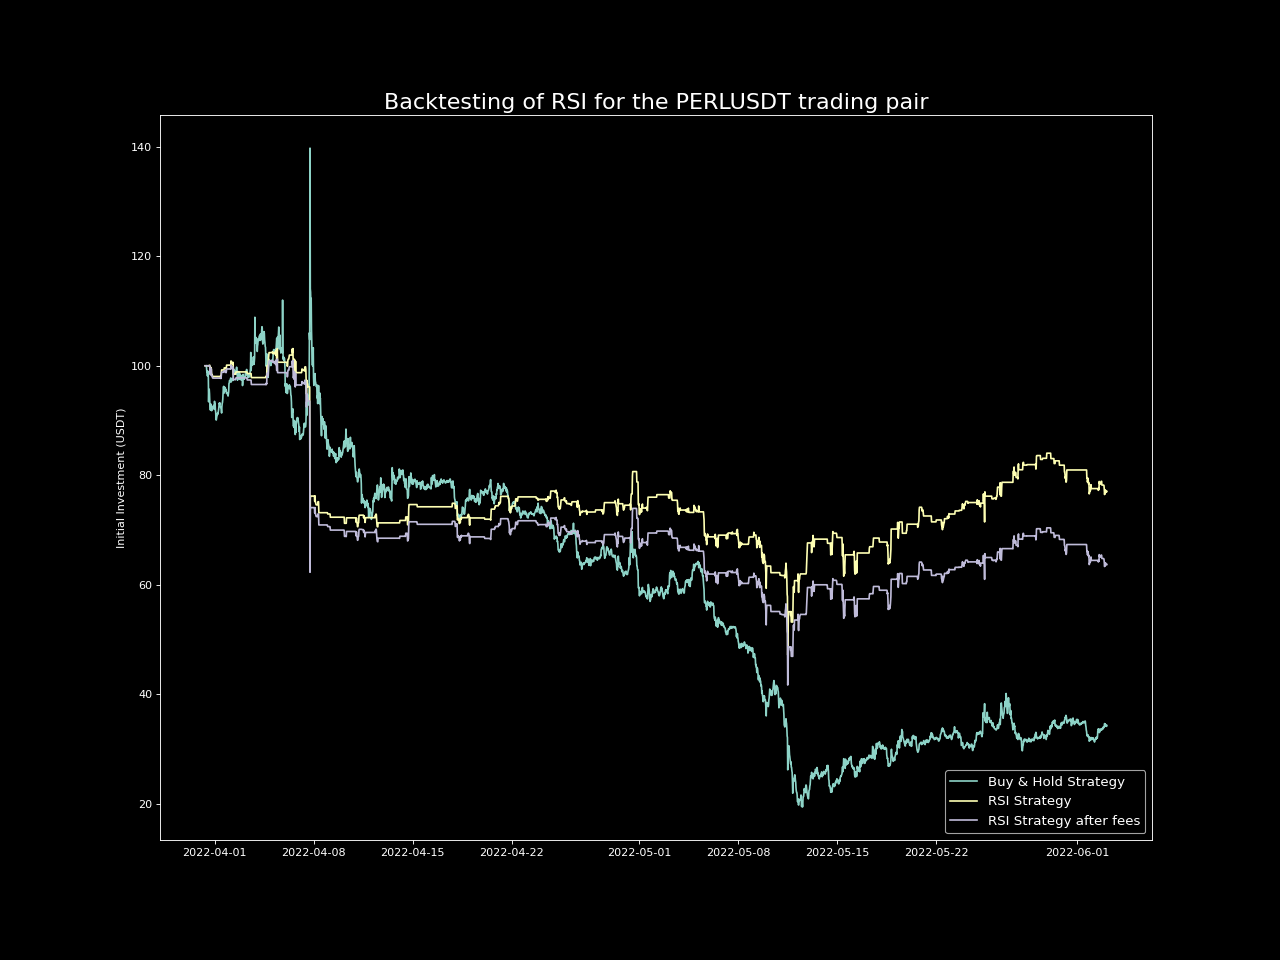 Backtesting of RSI for the PERLUSDT trading pair
Initial Investment (USDT)
140
120
100
80
60
40
20
2022-04-01 2022-04-08 2022-04-15 2022-04-22 2022-05-01 2022-05-08 2022-05-15 2022-05-22 2022-06-01
Buy & Hold Strategy
RSI Strategy
RSI Strategy after fees